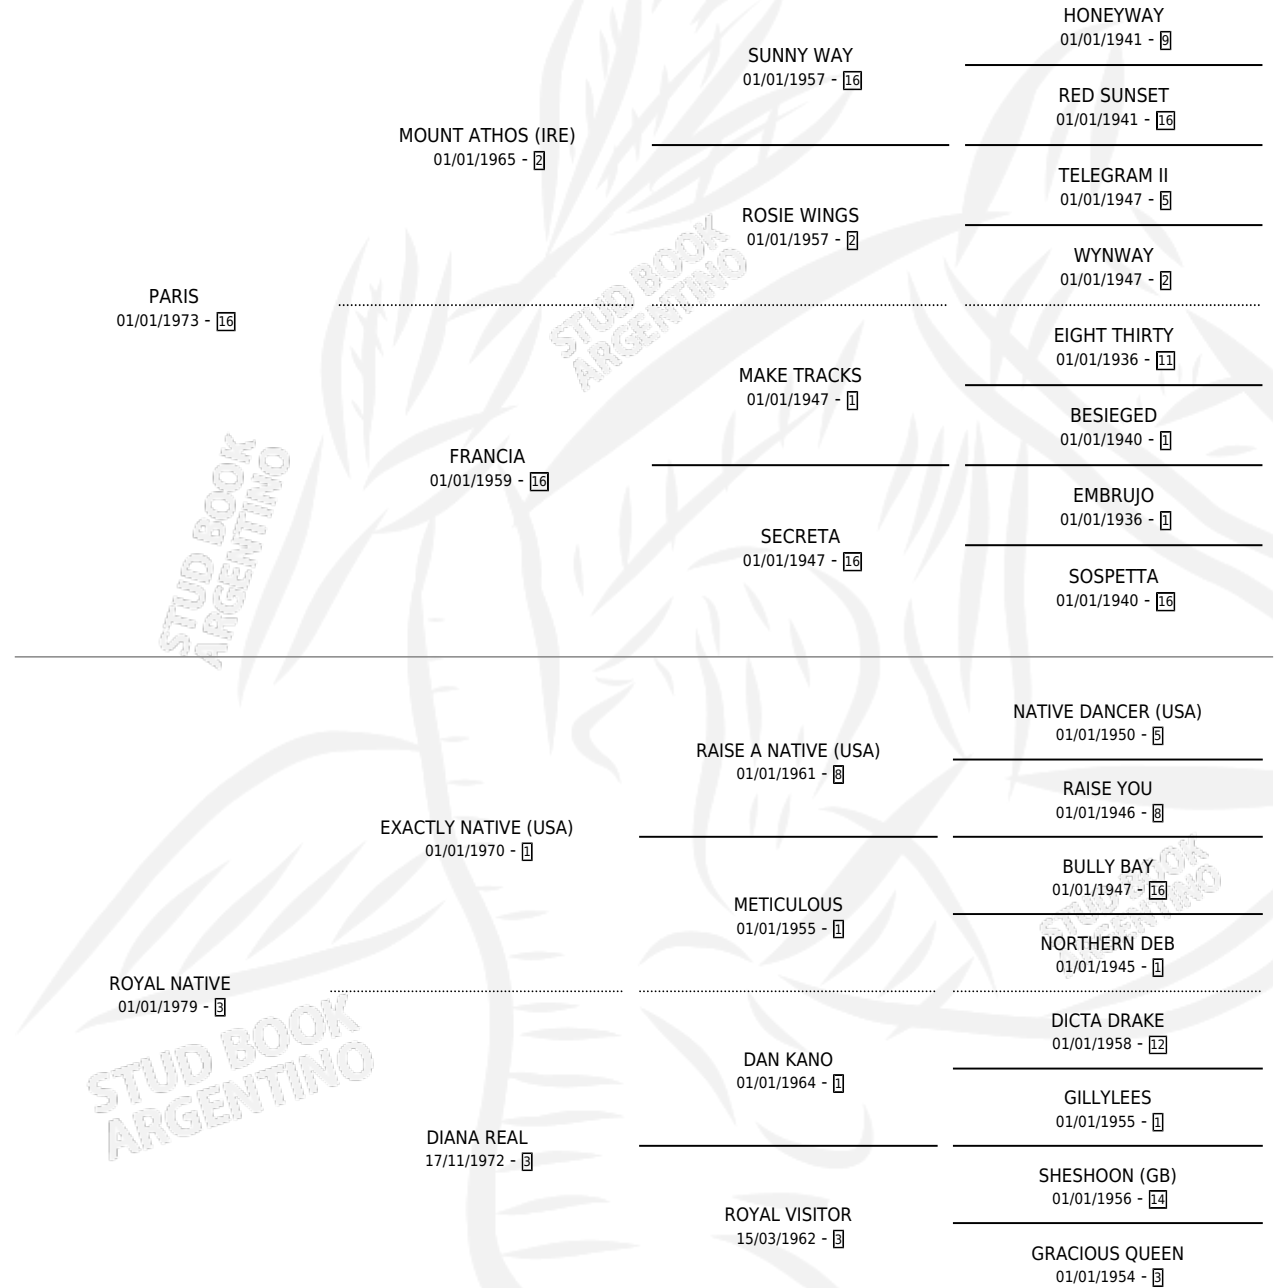 HONEYWAY
01/01/1941 - 9
SUNNY WAY
01/01/1957 - 16
RED SUNSET
01/01/1941 - 16
MOUNT ATHOS (IRE)
01/01/1965 - 2
TELEGRAM II
01/01/1947 - 5
ROSIE WINGS
01/01/1957 - 2
WYNWAY
01/01/1947 - 2
PARIS
01/01/1973 - 16
STUD BOOK
ARGENTINO
EIGHT THIRTY
01/01/1936 - 11
MAKE TRACKS
01/01/1947 - 1
BESIEGED
01/01/1940 - 1
FRANCIA
01/01/1959 - 16
EMBRUJO
01/01/1936 - 1
SECRETA
01/01/1947 - 16
SOSPETTA
01/01/1940 - 16
STUD BOOK
ARGENTINO
NATIVE DANCER (USA)
01/01/1950 - 5
RAISE A NATIVE (USA)
01/01/1961 - 8
RAISE YOU
01/01/1946 - 8
EXACTLY NATIVE (USA)
01/01/1970 - 1
BULLY BAY
01/01/1947 - 16
METICULOUS
01/01/1955 - 1
STUD BOOK
ARGENTINO
NORTHERN DEB
01/01/1945 - 1
ROYAL NATIVE
01/01/1979 - 3
DICTA DRAKE
01/01/1958 - 12
DAN KANO
01/01/1964 - 1
GILLYLEES
01/01/1955 - 1
STUD BOOK
ARGENTINO
DIANA REAL
17/11/1972 - 3
SHESHOON (GB)
01/01/1956 - 14
ROYAL VISITOR
15/03/1962 - 3
GRACIOUS QUEEN
01/01/1954 - 3